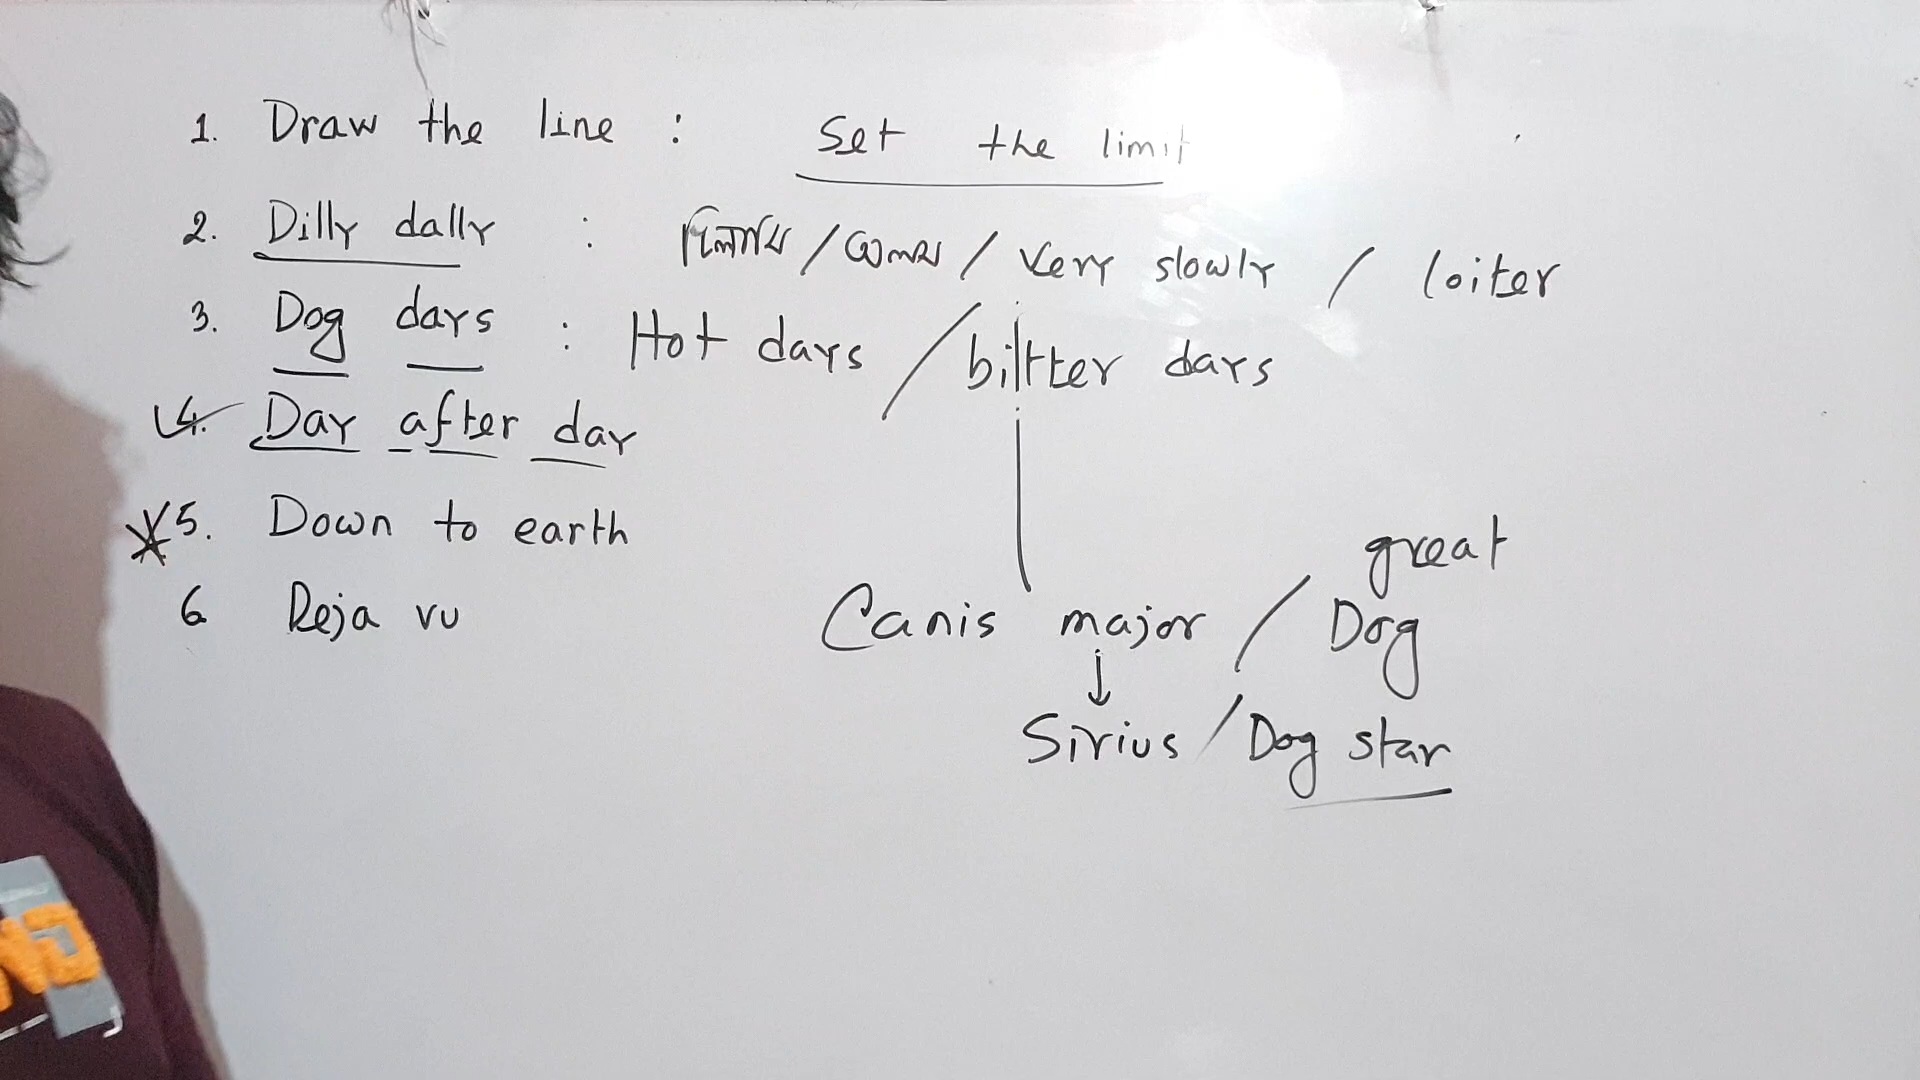 1. Draw the line : Set the limit
2. Dilly dally : / / Very slowly / loiter
3. Dog days : Hot days / bitter days
4. Day after day
5. Down to earth
6 Deja vu
Canis major / great Dog
↓
Sirius / Dog star